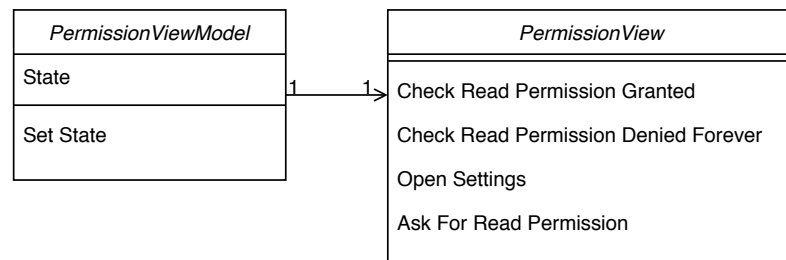 PermissionViewModel
State
Set State
1
1
PermissionView
Check Read Permission Granted
Check Read Permission Denied Forever
Open Settings
Ask For Read Permission